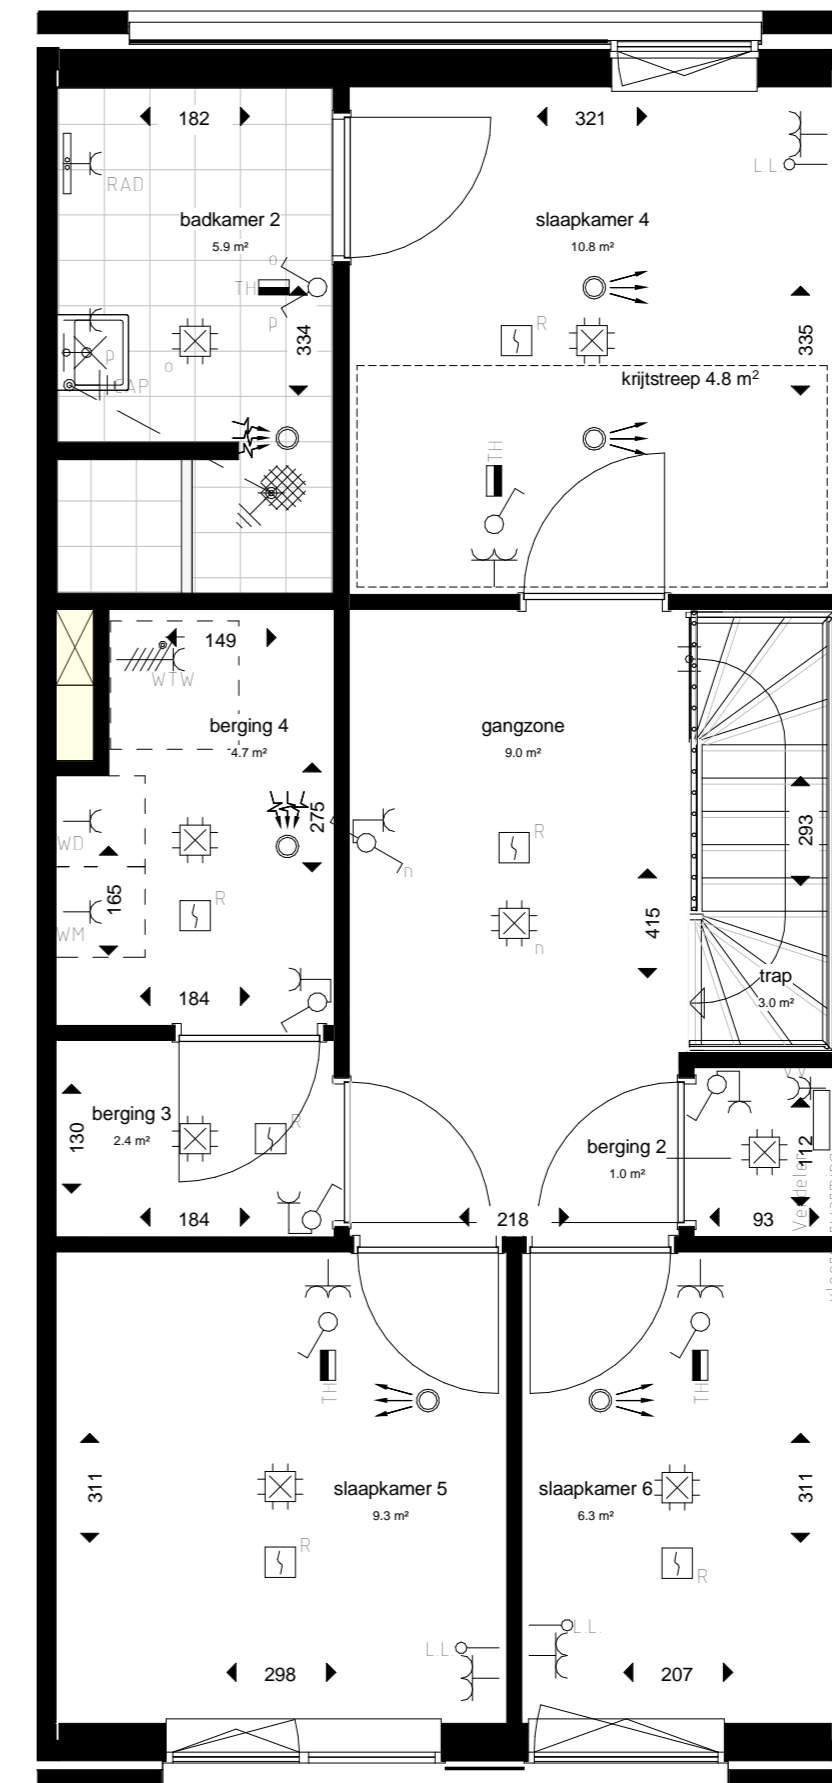 182
321
L.L.
RAD
badkamer 2
5.9 m²
slaapkamer 4
10.8 m²
o
TH
p
334
R
335
p
o
krijtstreep 4.8 m²
TH
149
WTW
berging 4
4.7 m²
gangzone
9.0 m²
275
293
WD
R
n
165
R
415
WM
n
184
trap
3.0 m²
VV
berging 3
2.4 m²
R
130
berging 2
1.0 m²
112
184
218
93
TH
TH
311
slaapkamer 5
9.3 m²
slaapkamer 6
6.3 m²
311
R
R
L.L.
L.L.
298
207